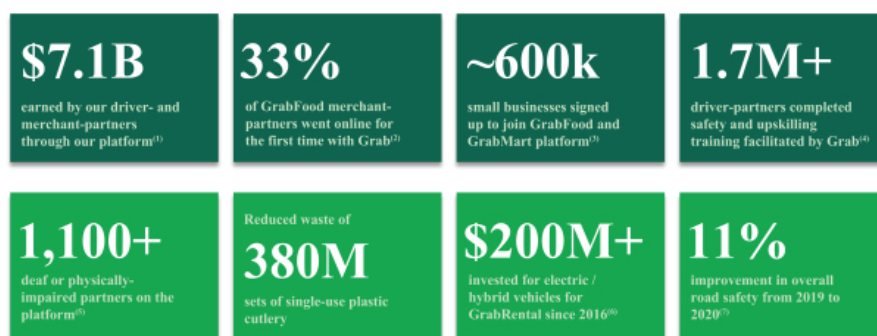 $7.1B
earned by our driver- and
merchant-partners
through our platform(1)
33%
of GrabFood merchant-
partners went online for
the first time with Grab(2)
~600k
small businesses signed
up to join GrabFood and
GrabMart platform(3)
1.7M+
driver-partners completed
safety and upskilling
training facilitated by Grab(4)
1,100+
deaf or physically-
impaired partners on the
platform(5)
Reduced waste of
380M
sets of single-use plastic
cutlery
$200M+
invested for electric /
hybrid vehicles for
GrabRental since 2016(6)
11%
improvement in overall
road safety from 2019 to
2020(7)